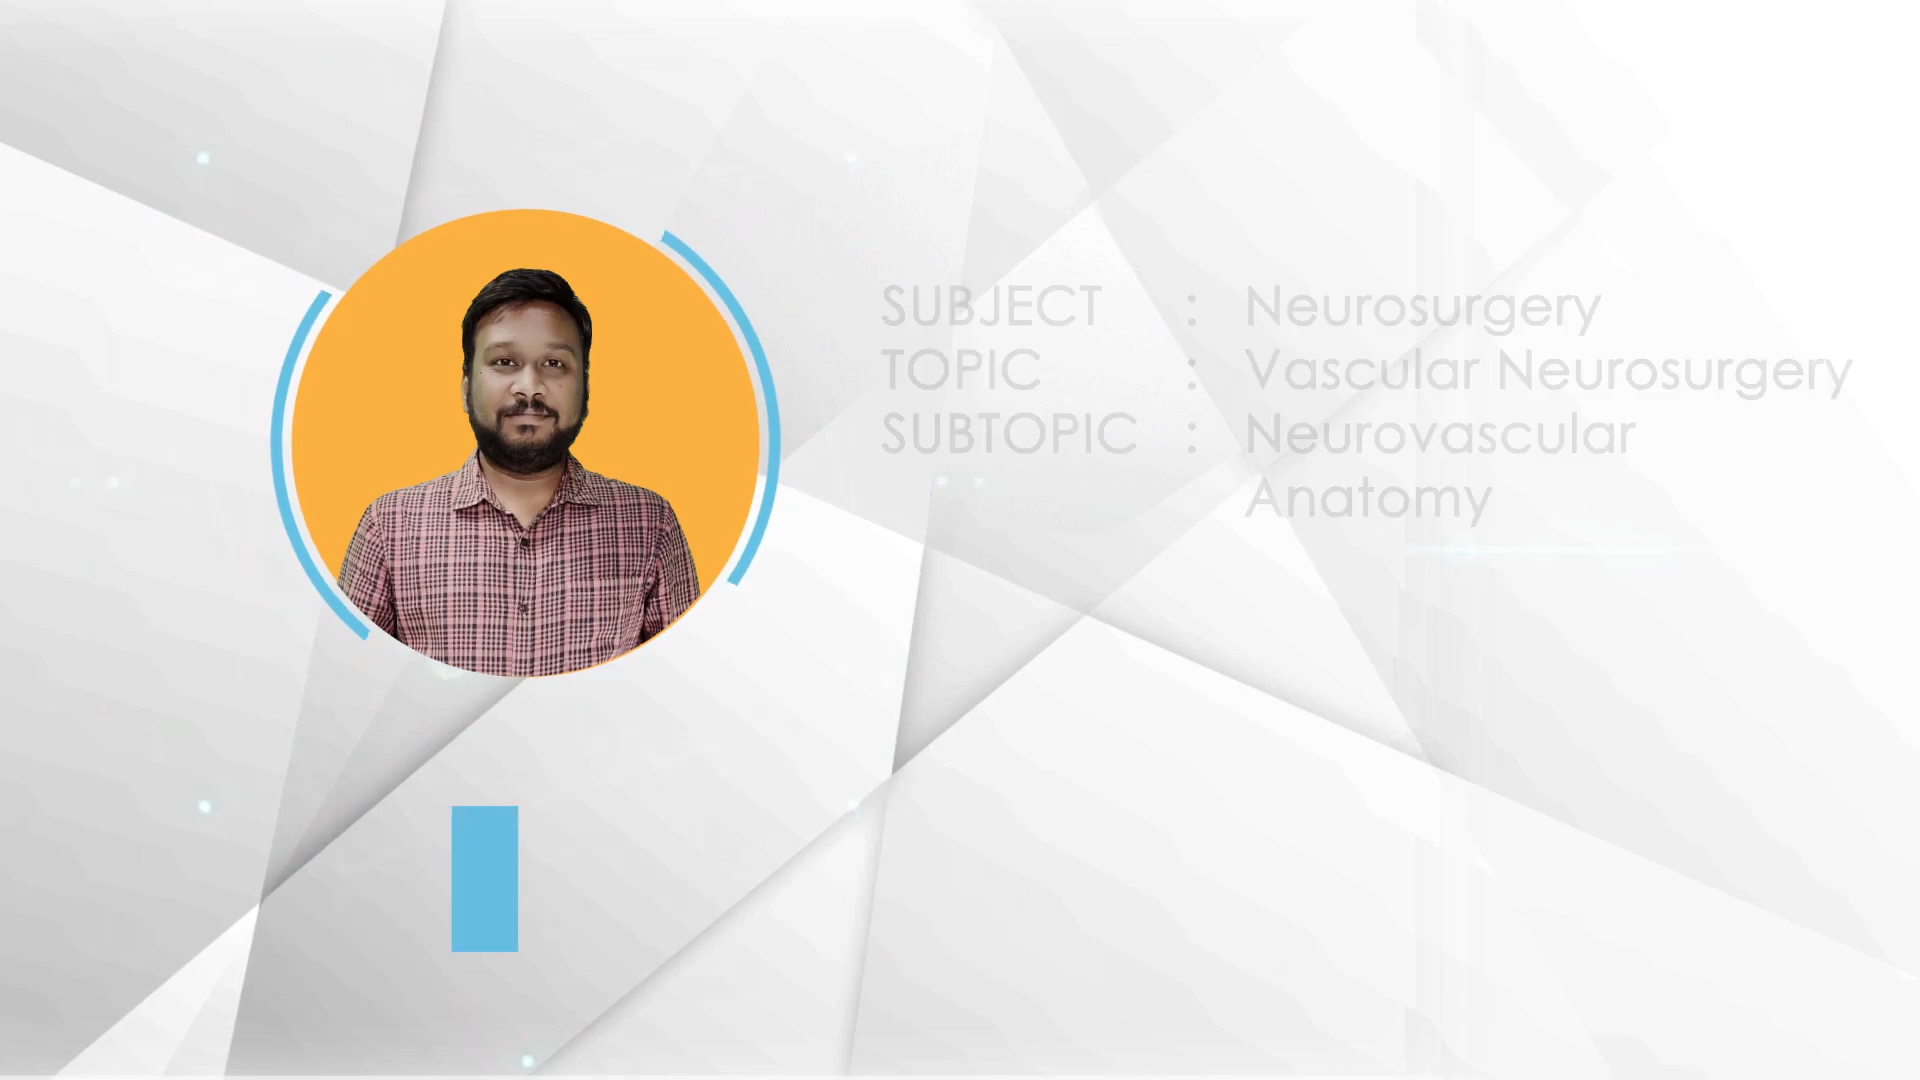 SUBJECT : Neurosurgery
TOPIC : Vascular Neurosurgery
SUBTOPIC : Neurovascular
Anatomy